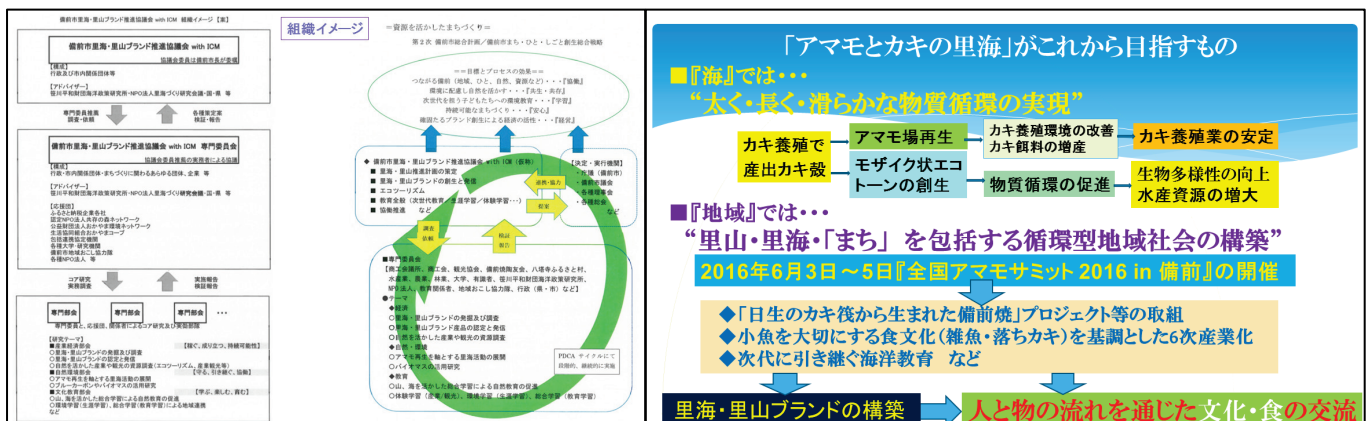 備前市里海・里山ブランド推進協議会 with ICM 組織イメージ【案】
備前市里海・里山ブランド推進協議会 with ICM
協議会委員は備前市長が委嘱
【構成】
行政及び市内関係団体等
【アドバイザー】
笹川平和財団海洋政策研究所・NPO法人里海づくり研究会議・国・県 等
専門委員推薦
調査・依頼
各種策定案
検証・報告
備前市里海・里山ブランド推進協議会 with ICM 専門委員会
協議会委員推薦の実務者による協議
【構成】
行政・市内関係団体・まちづくりに関わるあらゆる団体、企業 等
【アドバイザー】
笹川平和財団海洋政策研究所・NPO法人里海づくり研究会議・国・県 等
【応援団】
ふるさと納税企業各社
認定NPO法人共存の森ネットワーク
公益財団法人おかやま環境ネットワーク
生活協同組合おかやまコープ
包括連携協定機関
各種大学・研究機関
備前市地域おこし協力隊
各種NPO法人 等
コア研究
実務調査
実施報告
検証報告
専門部会
専門部会
専門部会
・・・
専門委員と、応援団、関係者によるコア研究及び実働部隊
【研究テーマ】
■産業経済部会 【稼ぐ、成り立つ、持続可能性】
○里海・里山ブランドの発掘及び調査
○里海・里山ブランドの認定と発信
○自然を活かした産業や観光の資源調査(エコツーリズム、産業観光等)
■自然環境部会 【守る、引き継ぐ、協働】
○アマモ再生を軸とする里海活動の展開
○ブルーカーボンやバイオマスの活用研究
■文化教育部会 【学ぶ、楽しむ、育む】
○山、海を活かした総合学習による自然教育の促進
○環境学習(生涯学習)、総合学習(教育学習)による地域連携
など
組織イメージ
=資源を活かしたまちづくり=
第2次 備前市総合計画/備前市まち・ひと・しごと創生総合戦略
==目標とプロセスの効果==
つながる備前(地域、ひと、自然、資源など)・・・『協働』
環境に配慮し自然を活かす・・・『共生・共存』
次世代を担う子どもたちへの環境教育・・・『学習』
持続可能なまちづくり・・・『安心』
確固たるブランド創生による経済の活性・・・『経営』
◆ 備前市里海・里山ブランド推進協議会 with ICM(仮称)
■ 里海・里山推進計画の策定
■ 里海・里山ブランドの創生と発信
■ エコツーリズム
■ 教育全般(次世代教育/生涯学習/体験学習・・・)
■ 協働推進 など
連携・協力
提案
【決定・実行機関】
・庁議(備前市)
・備前市議会
・各種理事会
・各種総会
など
調査
依頼
検証
報告
■専門委員会
【商工会議所、商工会、観光協会、備前焼陶友会、八塔寺ふるさと村、
水産業、農業、林業、大学、有識者、笹川平和財団海洋政策研究所、
NPO法人、教育関係者、地域おこし協力隊、行政(県・市)など】
●テーマ
◆経済
○里海・里山ブランドの発掘及び調査
○里海・里山ブランド産品の認定と発信
○自然を活かした産業や観光の資源調査
◆自然・環境
○アマモ再生を軸とする里海活動の展開
○バイオマスの活用研究
◆教育
○山、海を活かした総合学習による自然教育の促進
○体験学習(産業/観光)、環境学習(生涯学習)、総合学習(教育学習)
PDCA サイクルにて
段階的、継続的に実施
「アマモとカキの里海」がこれから目指すもの
■『海』では・・・
“太く・長く・滑らかな物質循環の実現”
カキ養殖で
産出カキ殻
アマモ場再生
カキ養殖環境の改善
カキ餌料の増産
カキ養殖業の安定
モザイク状エコ
トーンの創生
物質循環の促進
生物多様性の向上
水産資源の増大
■『地域』では・・・
“里山・里海・「まち」を包括する循環型地域社会の構築”
2016年6月3日~5日『全国アマモサミット 2016 in 備前』の開催
◆「日生のカキ筏から生まれた備前焼」プロジェクト等の取組
◆小魚を大切にする食文化(雑魚・落ちカキ)を基調とした6次産業化
◆次代に引き継ぐ海洋教育 など
里海・里山ブランドの構築
人と物の流れを通じた文化・食の交流